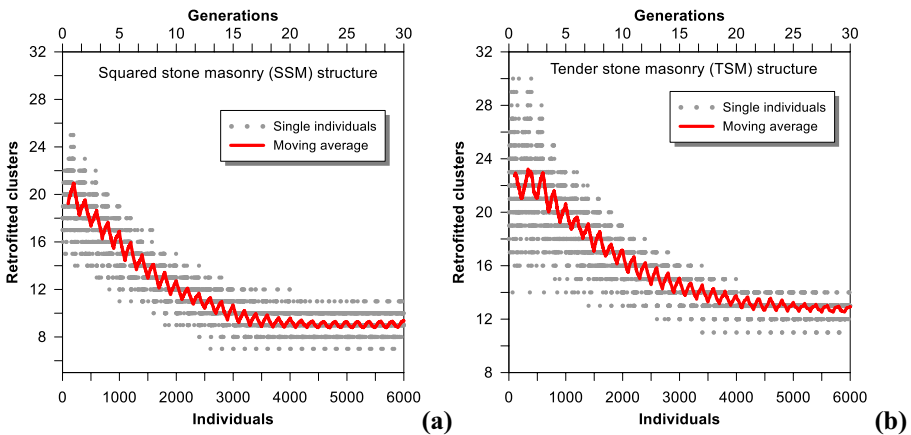 Generations
0 5 10 15 20 25 30
32
28
24
20
16
12
8
Retrofitted clusters
Squared stone masonry (SSM) structure
Single individuals
Moving average
0 1000 2000 3000 4000 5000 6000
Individuals
(a)
Generations
0 5 10 15 20 25 30
32
28
24
20
16
12
8
Retrofitted clusters
Tender stone masonry (TSM) structure
Single individuals
Moving average
0 1000 2000 3000 4000 5000 6000
Individuals
(b)